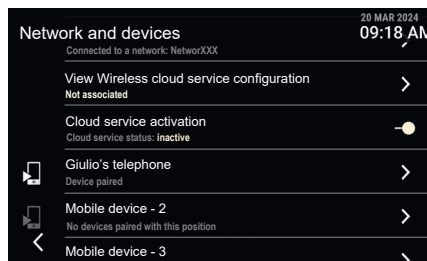 20 MAR 2024
Network and devices
09:18 AM
Connected to a network: NetworXXX
View Wireless cloud service configuration
Not associated
Cloud service activation
Cloud service status: inactive
Giulio's telephone
Device paired
Mobile device - 2
No devices paired with this position
Mobile device - 3